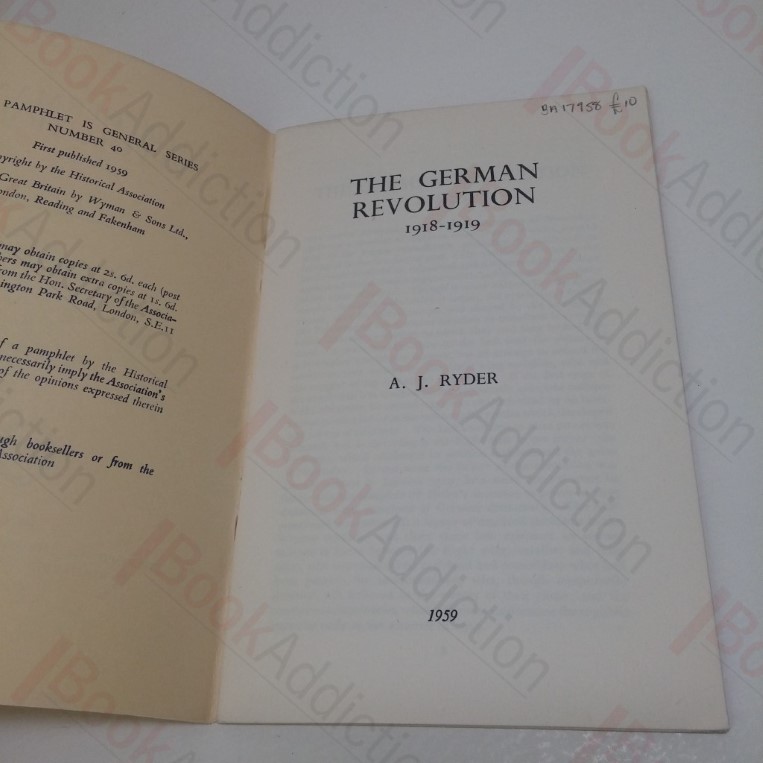 PAMPHLET IS GENERAL SERIES
NUMBER 40
First published 1959
yright by the Historical Association
Great Britain by Wyman & Sons Ltd.,
ondon, Reading and Fakenham
may obtain copies at 2s. 6d. each (post
bers may obtain extra copies at 1s. 6d.
rom the Hon. Secretary of the Associa-
ington Park Road, London, S.E.11
f a pamphlet by the Historical
necessarily imply the Association's
of the opinions expressed therein
ugh booksellers or from the
Association
BN 17958 £10
THE GERMAN
REVOLUTION
1918-1919
A. J. RYDER
1959
BookAddiction